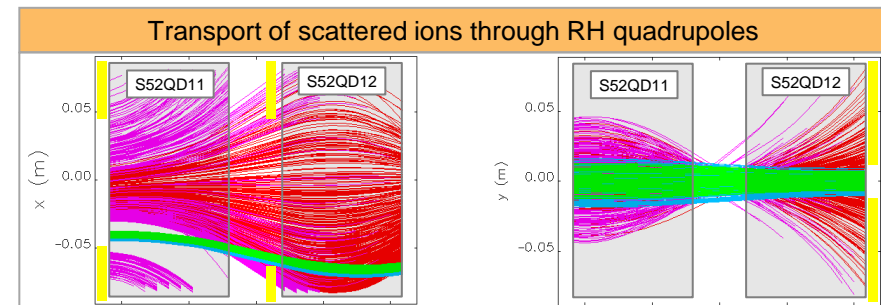 Transport of scattered ions through RH quadrupoles
S52QD11
S52QD12
0.05
0.00
-0.05
x (m)
S52QD11
S52QD12
0.05
0.00
-0.05
y (m)